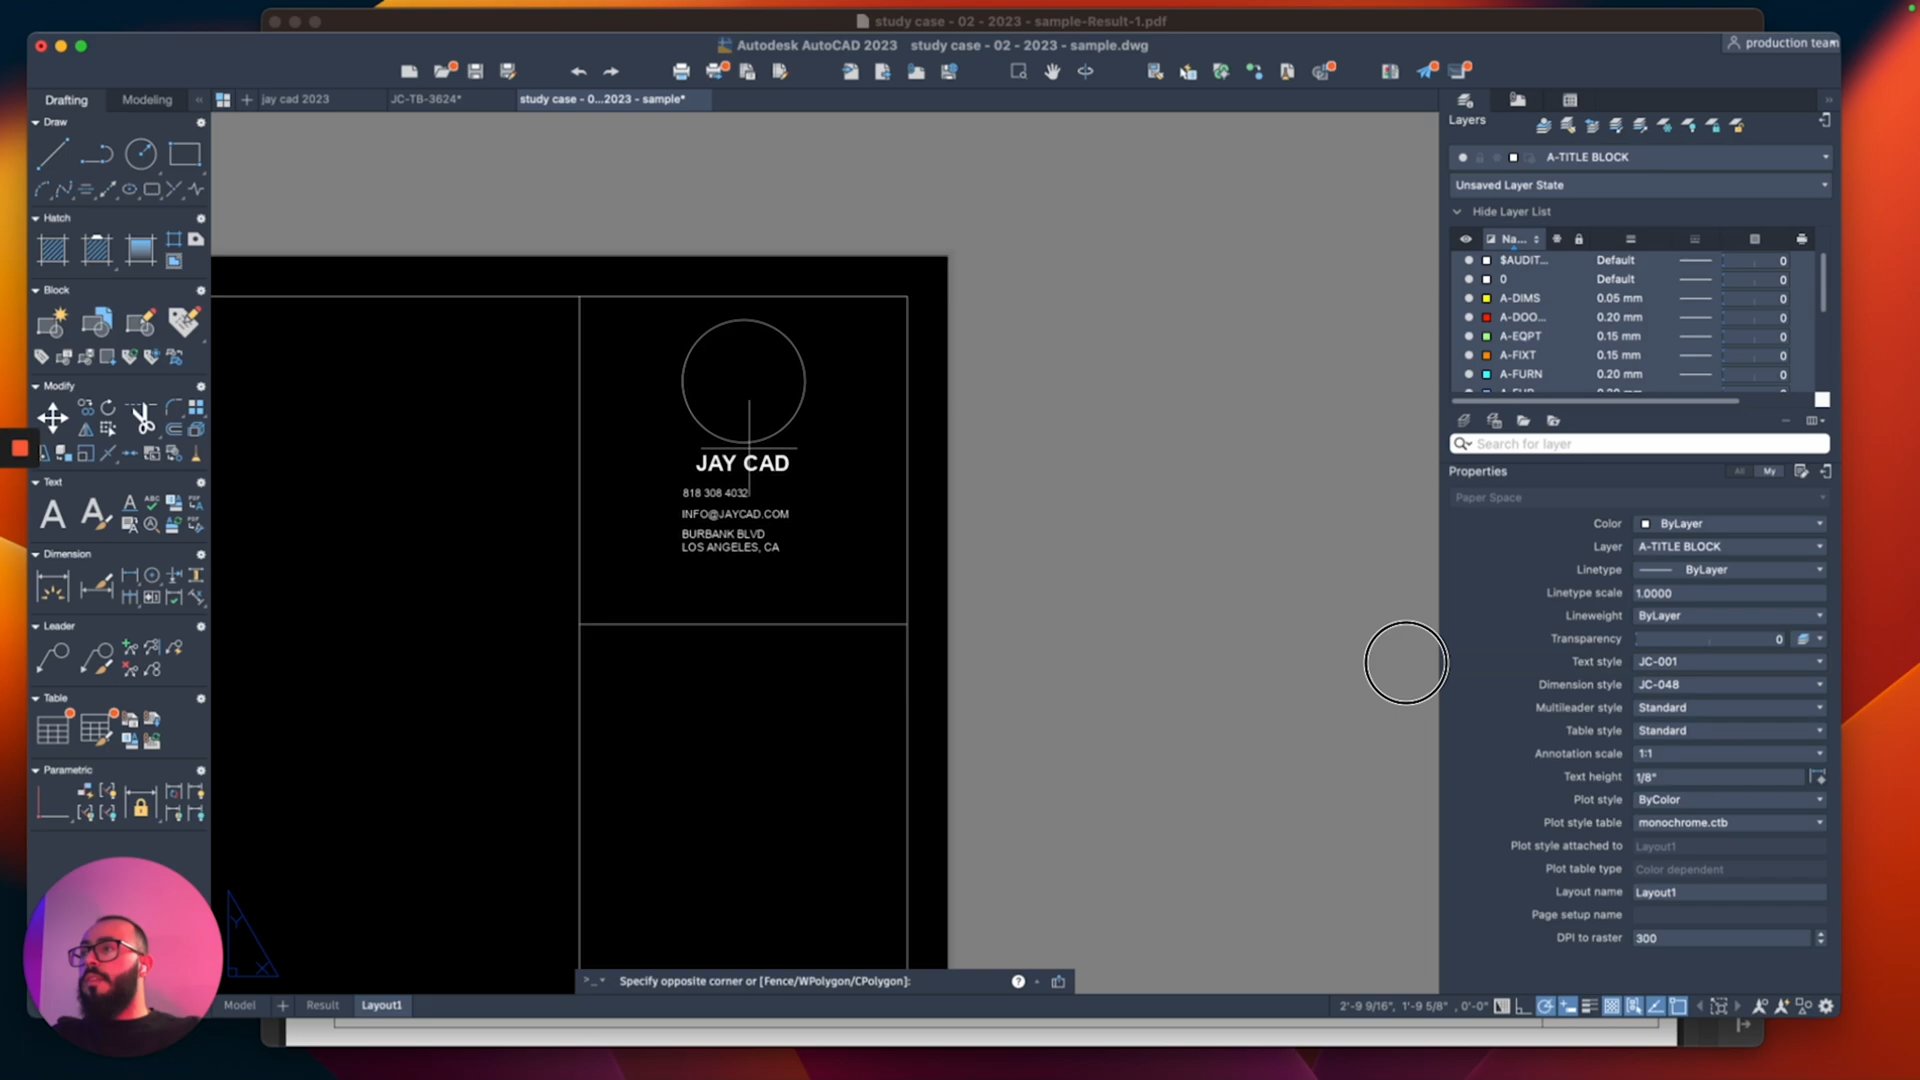 study case - 02 - 2023 - sample-Result-1.pdf
Autodesk AutoCAD 2023 study case - 02 - 2023 - sample.dwg
production team
Drafting
Modeling
jay cad 2023
JC-TB-3624*
study case - 0...2023 - sample*
Draw
Hatch
Block
Modify
Text
Dimension
Leader
Table
Parametric
JAY CAD
818 308 4032
INFO@JAYCAD.COM
BURBANK BLVD
LOS ANGELES, CA
Y
X
Specify opposite corner or [Fence/WPolygon/CPolygon]:
Model
Result
Layout1
2'-9 9/16", 1'-9 5/8" , 0'-0"
Layers
A-TITLE BLOCK
Unsaved Layer State
Hide Layer List
Na...
$AUDIT... Default 0
0 Default 0
A-DIMS 0.05 mm 0
A-DOO... 0.20 mm 0
A-EQPT 0.15 mm 0
A-FIXT 0.15 mm 0
A-FURN 0.20 mm 0
Search for layer
Properties
All My
Paper Space
Color ByLayer
Layer A-TITLE BLOCK
Linetype ByLayer
Linetype scale 1.0000
Lineweight ByLayer
Transparency 0
Text style JC-001
Dimension style JC-048
Multileader style Standard
Table style Standard
Annotation scale 1:1
Text height 1/8"
Plot style ByColor
Plot style table monochrome.ctb
Plot style attached to Layout1
Plot table type Color dependent
Layout name Layout1
Page setup name
DPI to raster 300